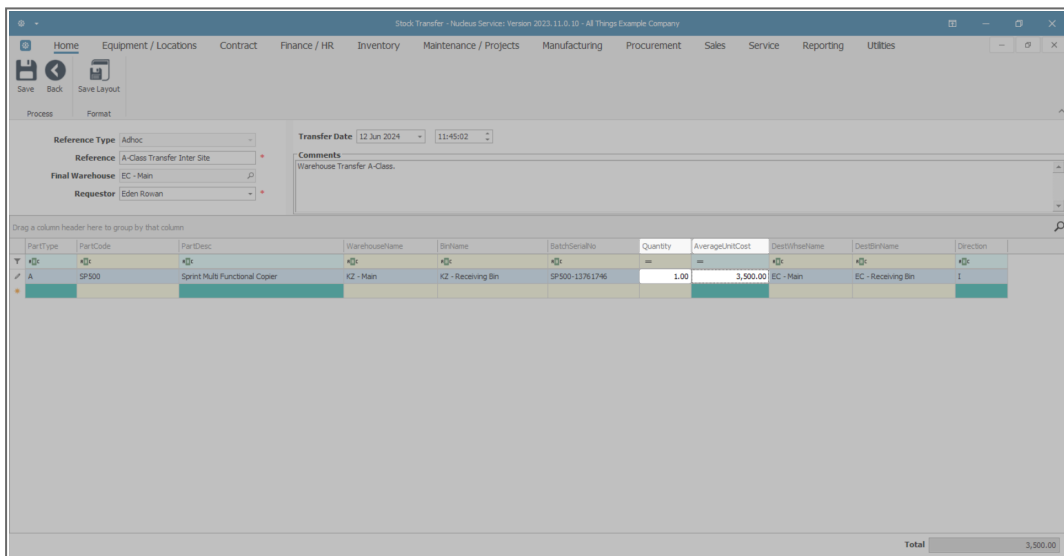 Stock Transfer - Nucleus Service: Version 2023.11.0.10 - All Things Example Company
Home Equipment / Locations Contract Finance / HR Inventory Maintenance / Projects Manufacturing Procurement Sales Service Reporting Utilities
Save Back Save Layout
Process Format
Reference Type Adhoc
Reference A-Class Transfer Inter Site *
Final Warehouse EC - Main
Requestor Eden Rowan *
Transfer Date 12 Jun 2024 11:45:02
Comments
Warehouse Transfer A-Class.
Drag a column header here to group by that column
PartType PartCode PartDesc WarehouseName BinName BatchSerialNo Quantity AverageUnitCost DestWhseName DestBinName Direction
A SP500 Sprint Multi Functional Copier KZ - Main KZ - Receiving Bin SP500-13761746 1.00 3,500.00 EC - Main EC - Receiving Bin I
Total 3,500.00